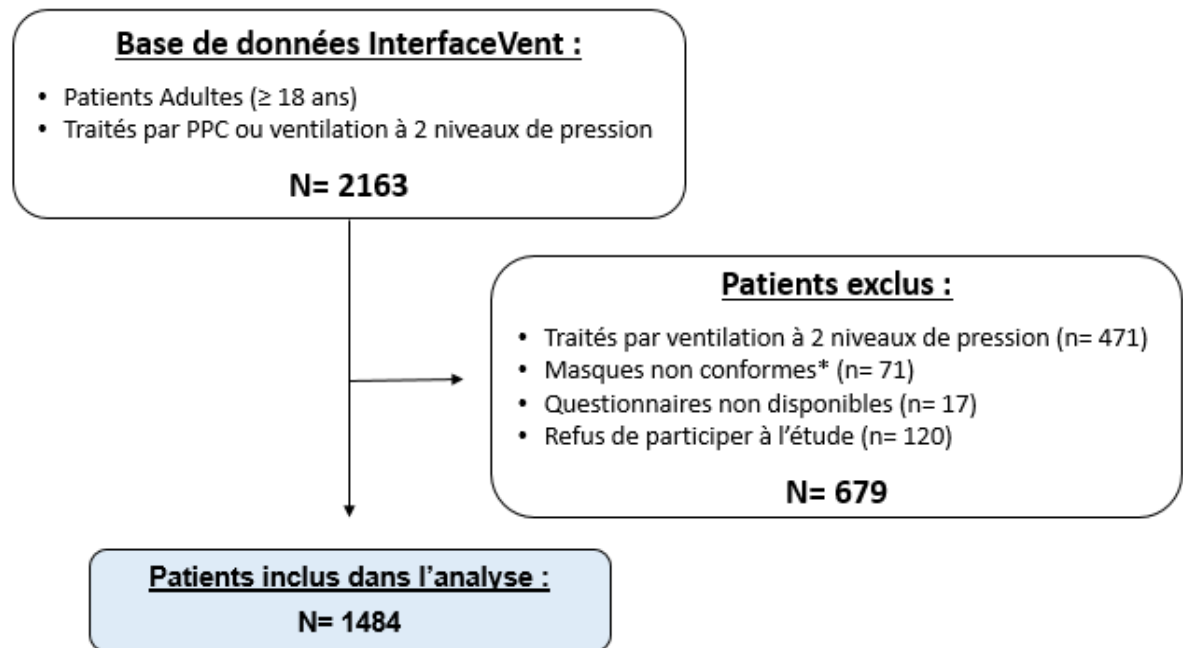 Base de données InterfaceVent :
• Patients Adultes (≥ 18 ans)
• Traités par PPC ou ventilation à 2 niveaux de pression
N= 2163
Patients exclus :
• Traités par ventilation à 2 niveaux de pression (n= 471)
• Masques non conformes* (n= 71)
• Questionnaires non disponibles (n= 17)
• Refus de participer à l’étude (n= 120)
N= 679
Patients inclus dans l’analyse :
N= 1484